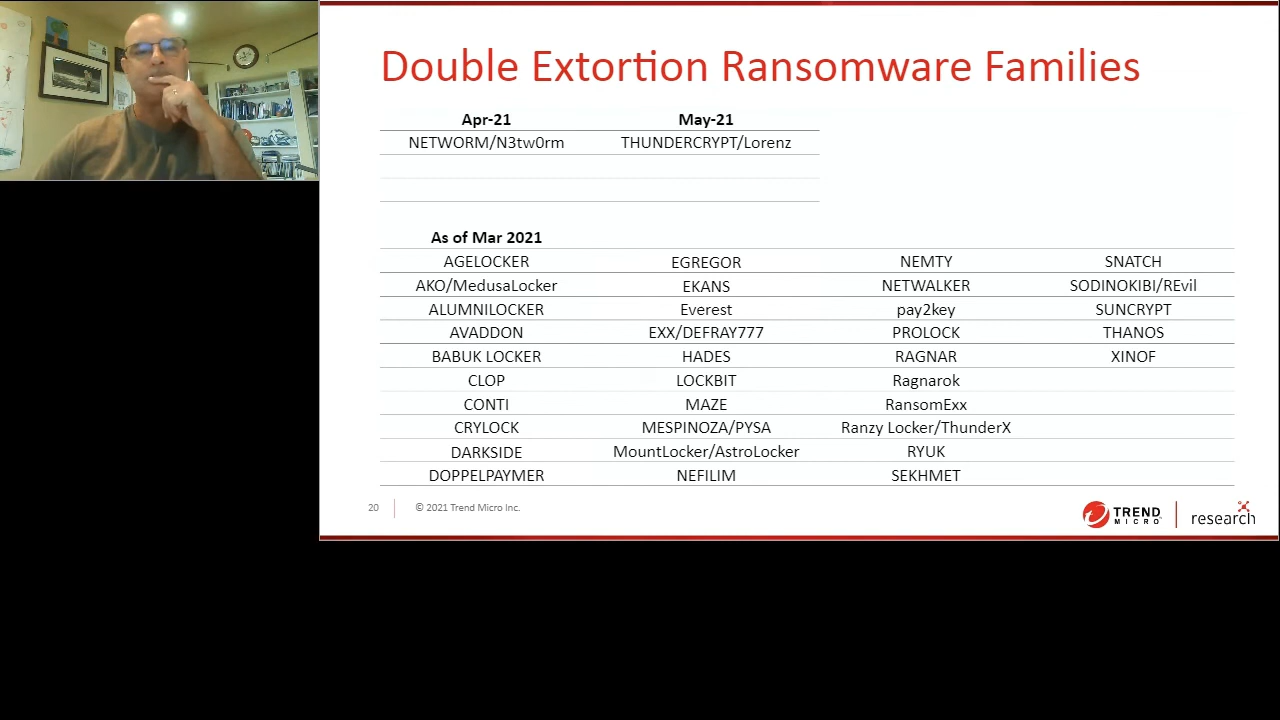 Double Extortion Ransomware Families
Apr-21 May-21
NETWORM/N3tw0rm THUNDERCRYPT/Lorenz
As of Mar 2021
AGELOCKER EGREGOR NEMTY SNATCH
AKO/MedusaLocker EKANS NETWALKER SODINOKIBI/REvil
ALUMNILOCKER Everest pay2key SUNCRYPT
AVADDON EXX/DEFRAY777 PROLOCK THANOS
BABUK LOCKER HADES RAGNAR XINOF
CLOP LOCKBIT Ragnarok
CONTI MAZE RansomExx
CRYLOCK MESPINOZA/PYSA Ranzy Locker/ThunderX
DARKSIDE MountLocker/AstroLocker RYUK
DOPPELPAYMER NEFILIM SEKHMET
20 © 2021 Trend Micro Inc.
TREND MICRO research